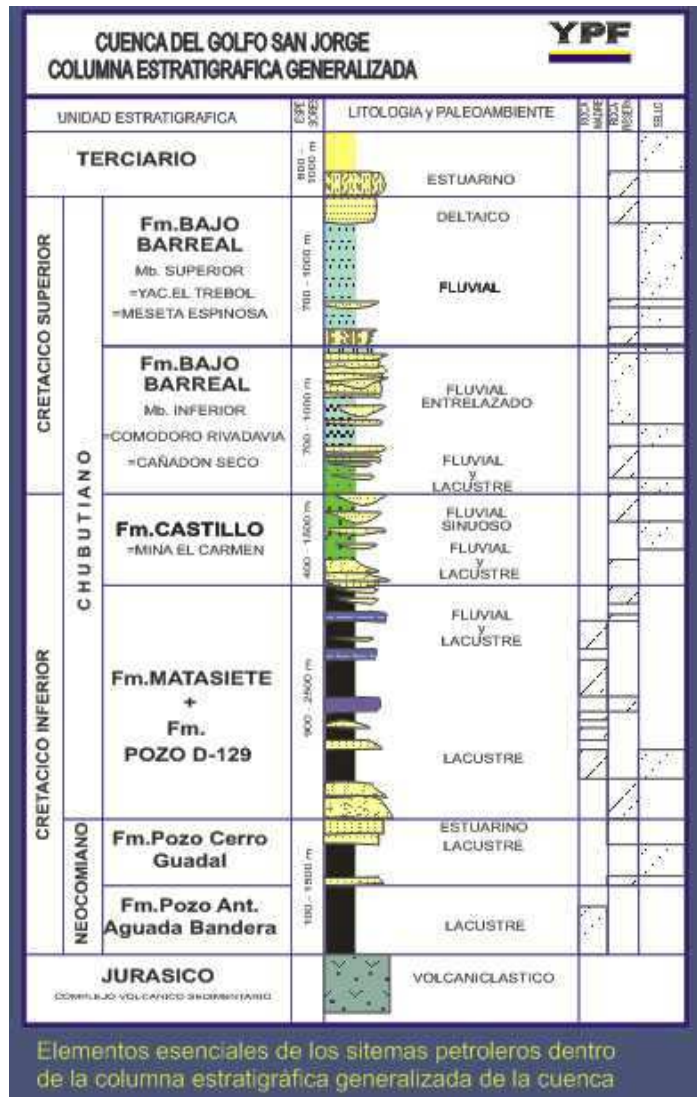 CUENCA DEL GOLFO SAN JORGE
COLUMNA ESTRATIGRAFICA GENERALIZADA
YPF
UNIDAD ESTRATIGRAFICA
ESPE
SORES
LITOLOGIA y PALEOAMBIENTE
ROCA
MADRE
ROCA
SELLO
TERCIARIO
800 -
1000 m
ESTUARINO
CRETACICO SUPERIOR
CHUBUTIANO
Fm.BAJO
BARREAL
Mb. SUPERIOR
=YAC.EL TREBOL
=MESETA ESPINOSA
700 - 1000 m
DELTAICO
FLUVIAL
Fm.BAJO
BARREAL
Mb. INFERIOR
=COMODORO RIVADAVIA
=CAÑADON SECO
700 - 1000 m
FLUVIAL
ENTRELAZADO
FLUVIAL
y
LACUSTRE
CRETACICO INFERIOR
Fm.CASTILLO
=MINA EL CARMEN
400 - 1500 m
FLUVIAL
SINUOSO
FLUVIAL
y
LACUSTRE
Fm.MATASIETE
+
Fm.
POZO D-129
900 - 2500 m
FLUVIAL
y
LACUSTRE
LACUSTRE
NEOCOMIANO
Fm.Pozo Cerro
Guadal
100 - 1500 m
ESTUARINO
LACUSTRE
Fm.Pozo Ant.
Aguada Bandera
LACUSTRE
JURASICO
COMPLEJO VOLCANICO SEDIMENTARIO
VOLCANICLASTICO
Elementos esenciales de los sitemas petroleros dentro
de la columna estratigráfica generalizada de la cuenca